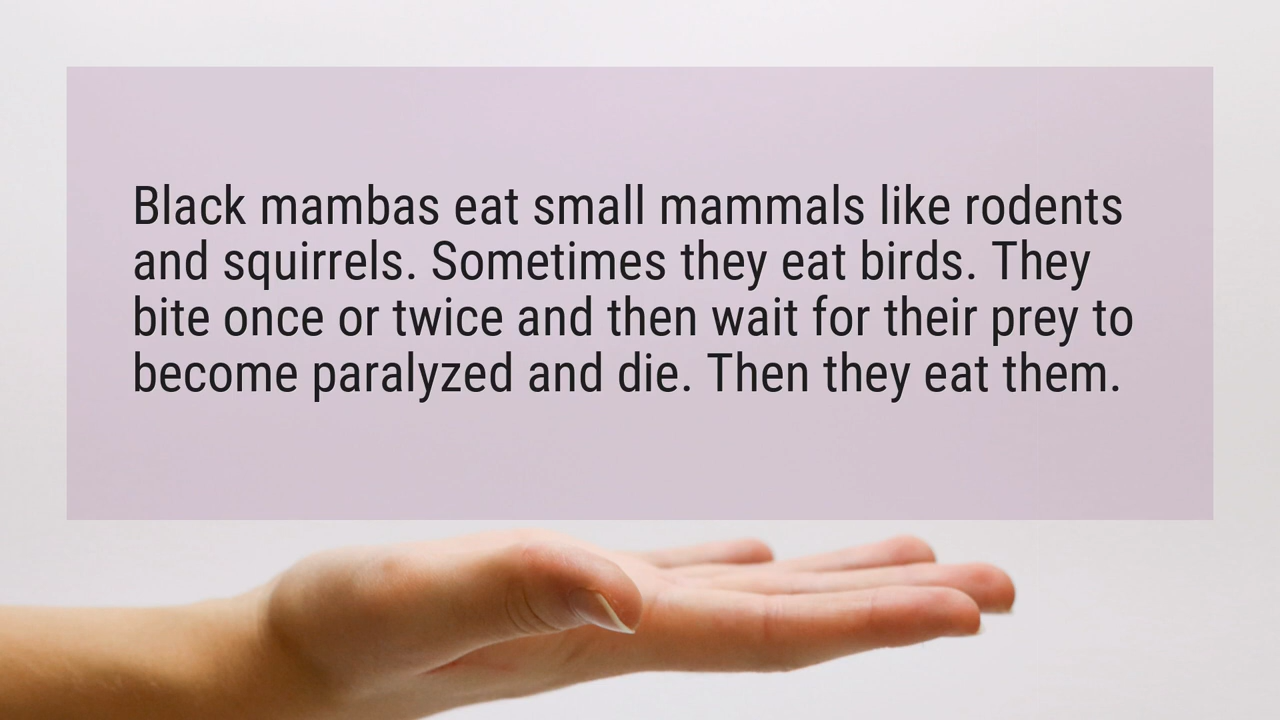 Black mambas eat small mammals like rodents
and squirrels. Sometimes they eat birds. They
bite once or twice and then wait for their prey to
become paralyzed and die. Then they eat them.